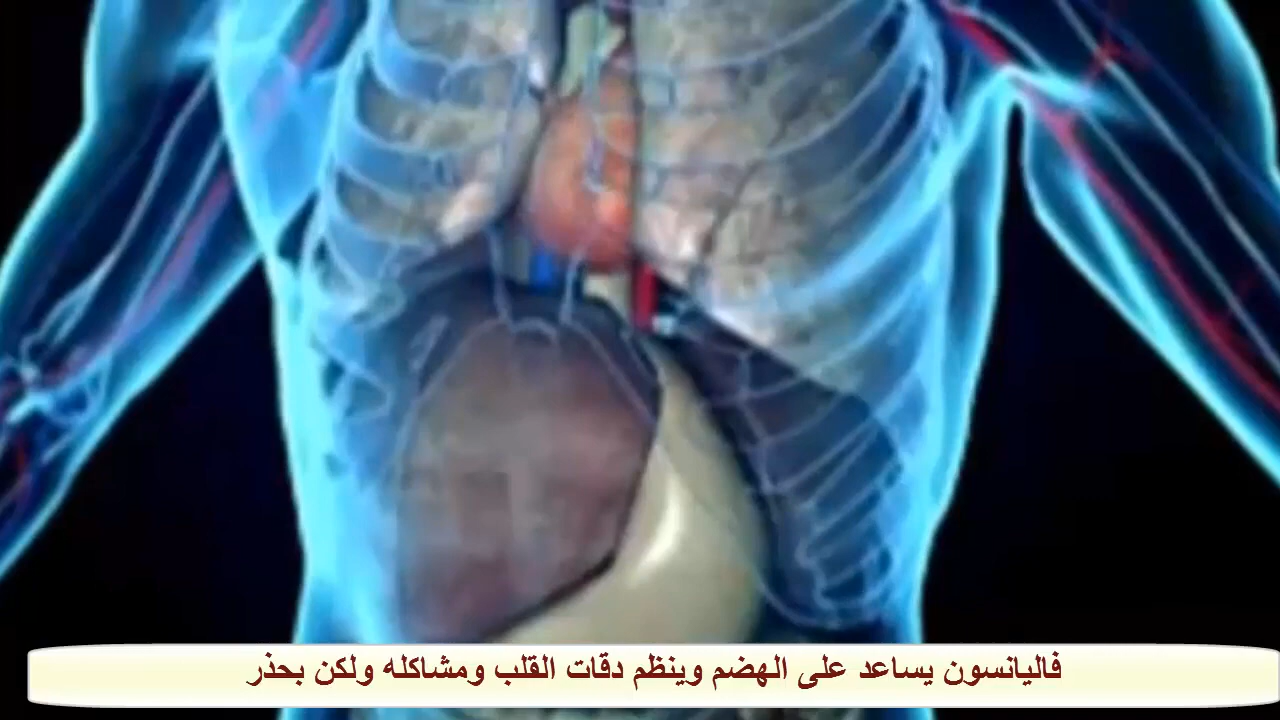 فاليانسون يساعد على الهضم وينظم دقات القلب ومشاكله ولكن بحذر